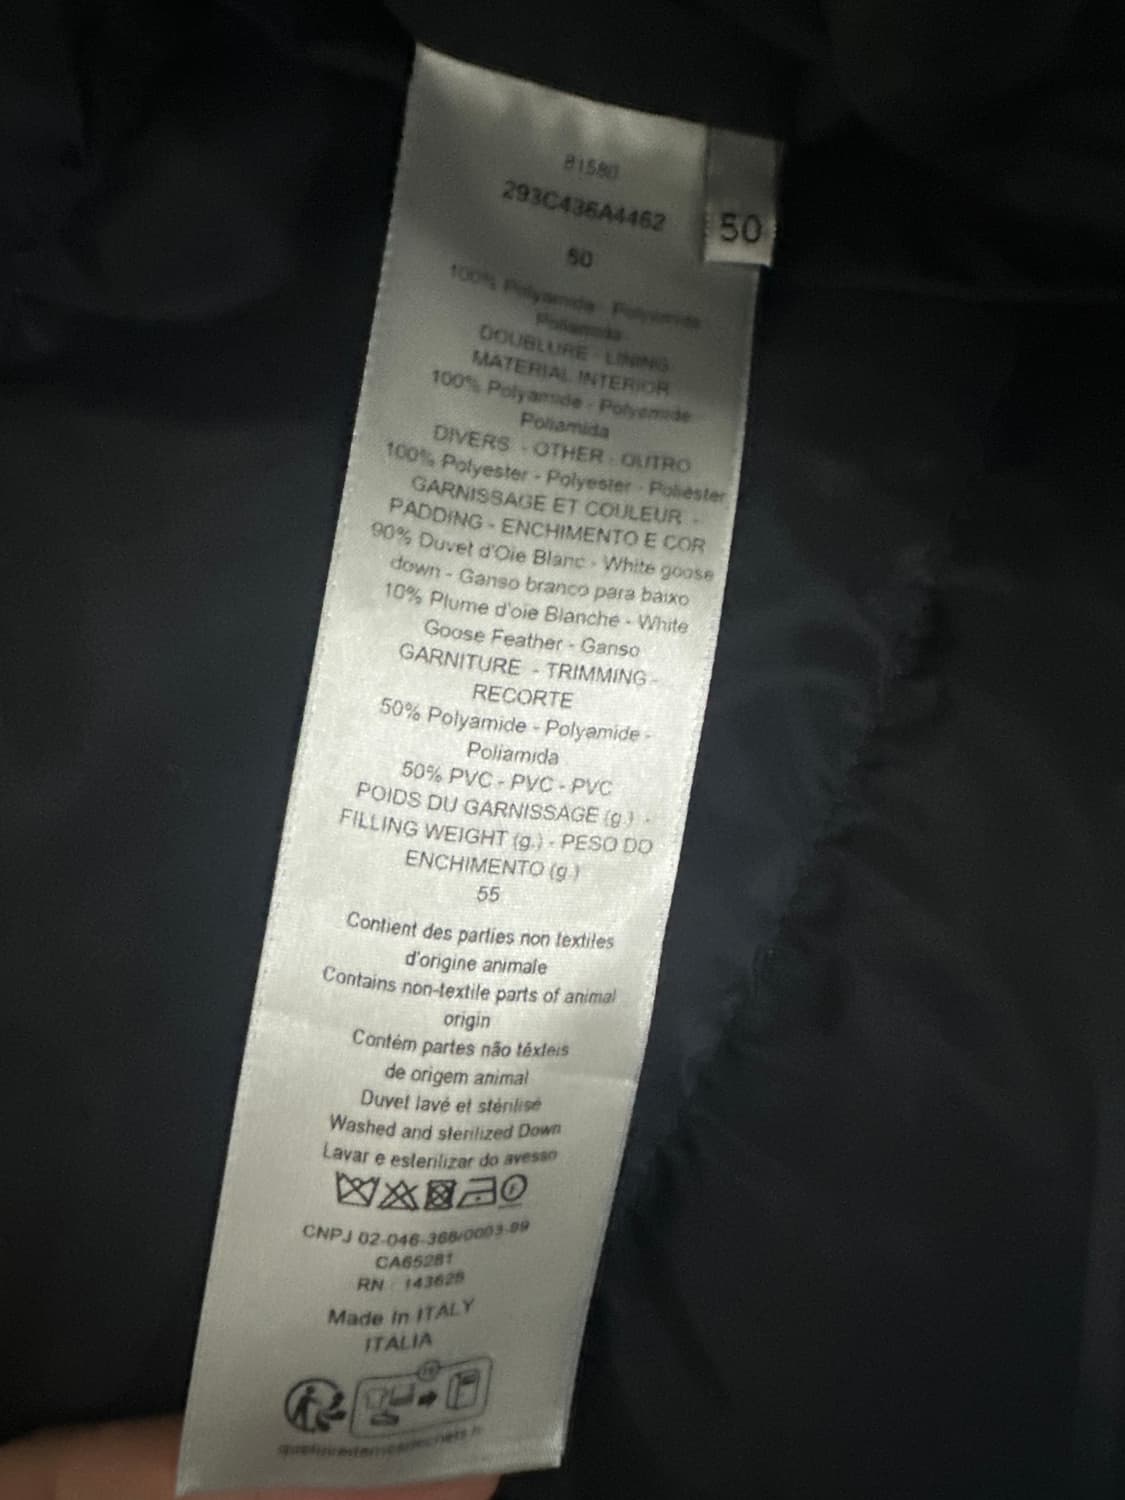 81580
293C436A4462
50
50
100% Polyamide - Polyamide
Poliamida
DOUBLURE - LINING
MATERIAL INTERIOR
100% Polyamide - Polyamide
Poliamida
DIVERS - OTHER - OUTRO
100% Polyester - Polyester - Poliéster
GARNISSAGE ET COULEUR -
PADDING - ENCHIMENTO E COR
90% Duvet d'Oie Blanc - White goose
down - Ganso branco para baixo
10% Plume d'oie Blanche - White
Goose Feather - Ganso
GARNITURE - TRIMMING -
RECORTE
50% Polyamide - Polyamide -
Poliamida
50% PVC - PVC - PVC
POIDS DU GARNISSAGE (g.) -
FILLING WEIGHT (g.) - PESO DO
ENCHIMENTO (g.)
55
Contient des parties non textiles
d'origine animale
Contains non-textile parts of animal
origin
Contém partes não têxteis
de origem animal
Duvet lavé et stérilisé
Washed and sterilized Down
Lavar e esterilizar do avesso
CNPJ 02-046-366/0003-99
CA65281
RN 143625
Made In ITALY
ITALIA